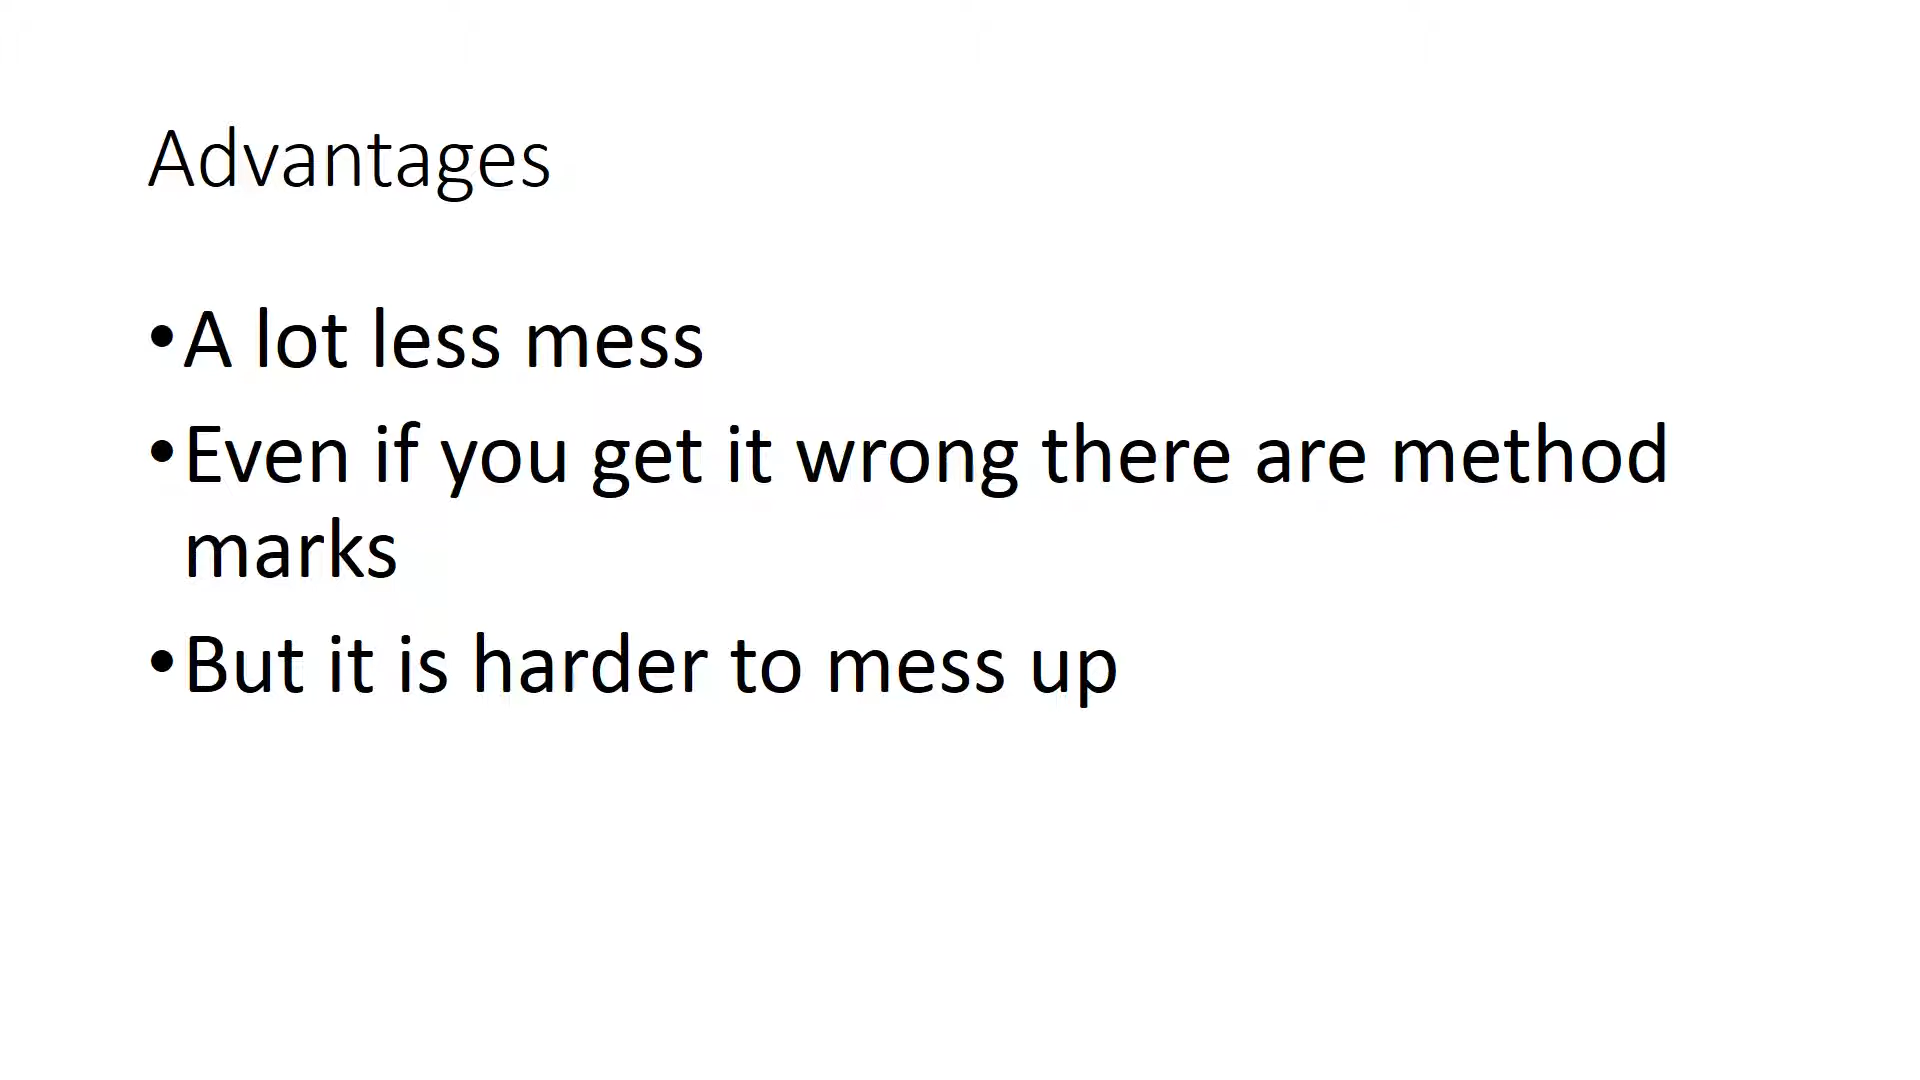 Advantages
•A lot less mess
•Even if you get it wrong there are method
marks
•But it is harder to mess up